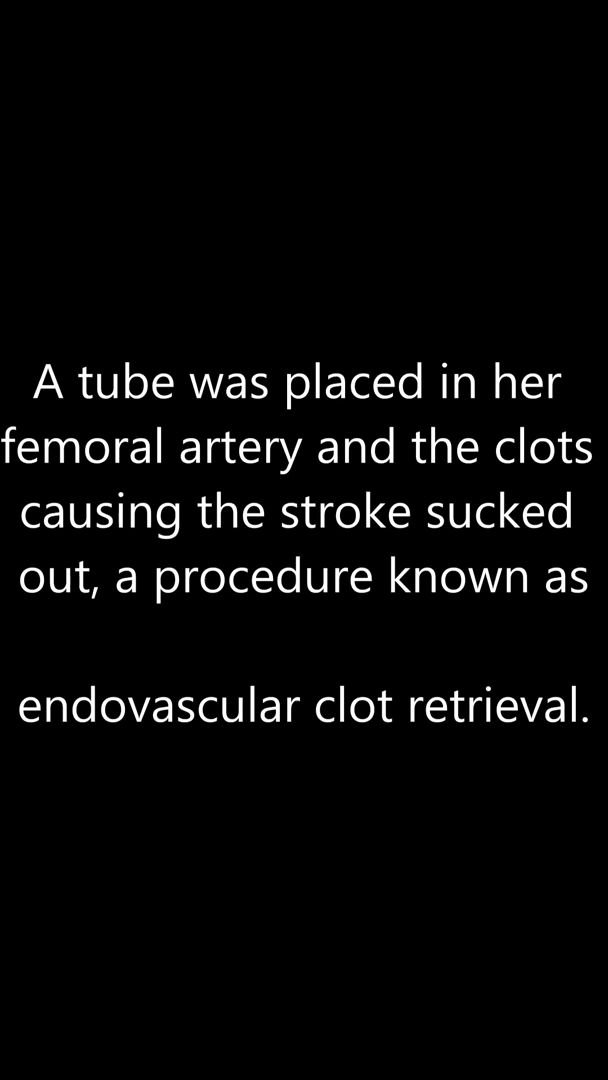 A tube was placed in her
femoral artery and the clots
causing the stroke sucked
out, a procedure known as
endovascular clot retrieval.